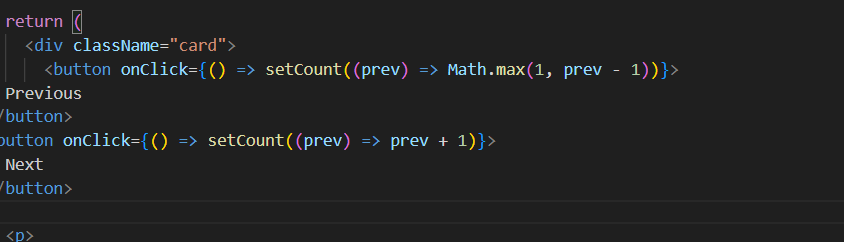 return (
<div className="card">
<button onClick={() => setCount((prev) => Math.max(1, prev - 1))}>
Previous
/button>
button onClick={() => setCount((prev) => prev + 1)}>
Next
/button>
<p>